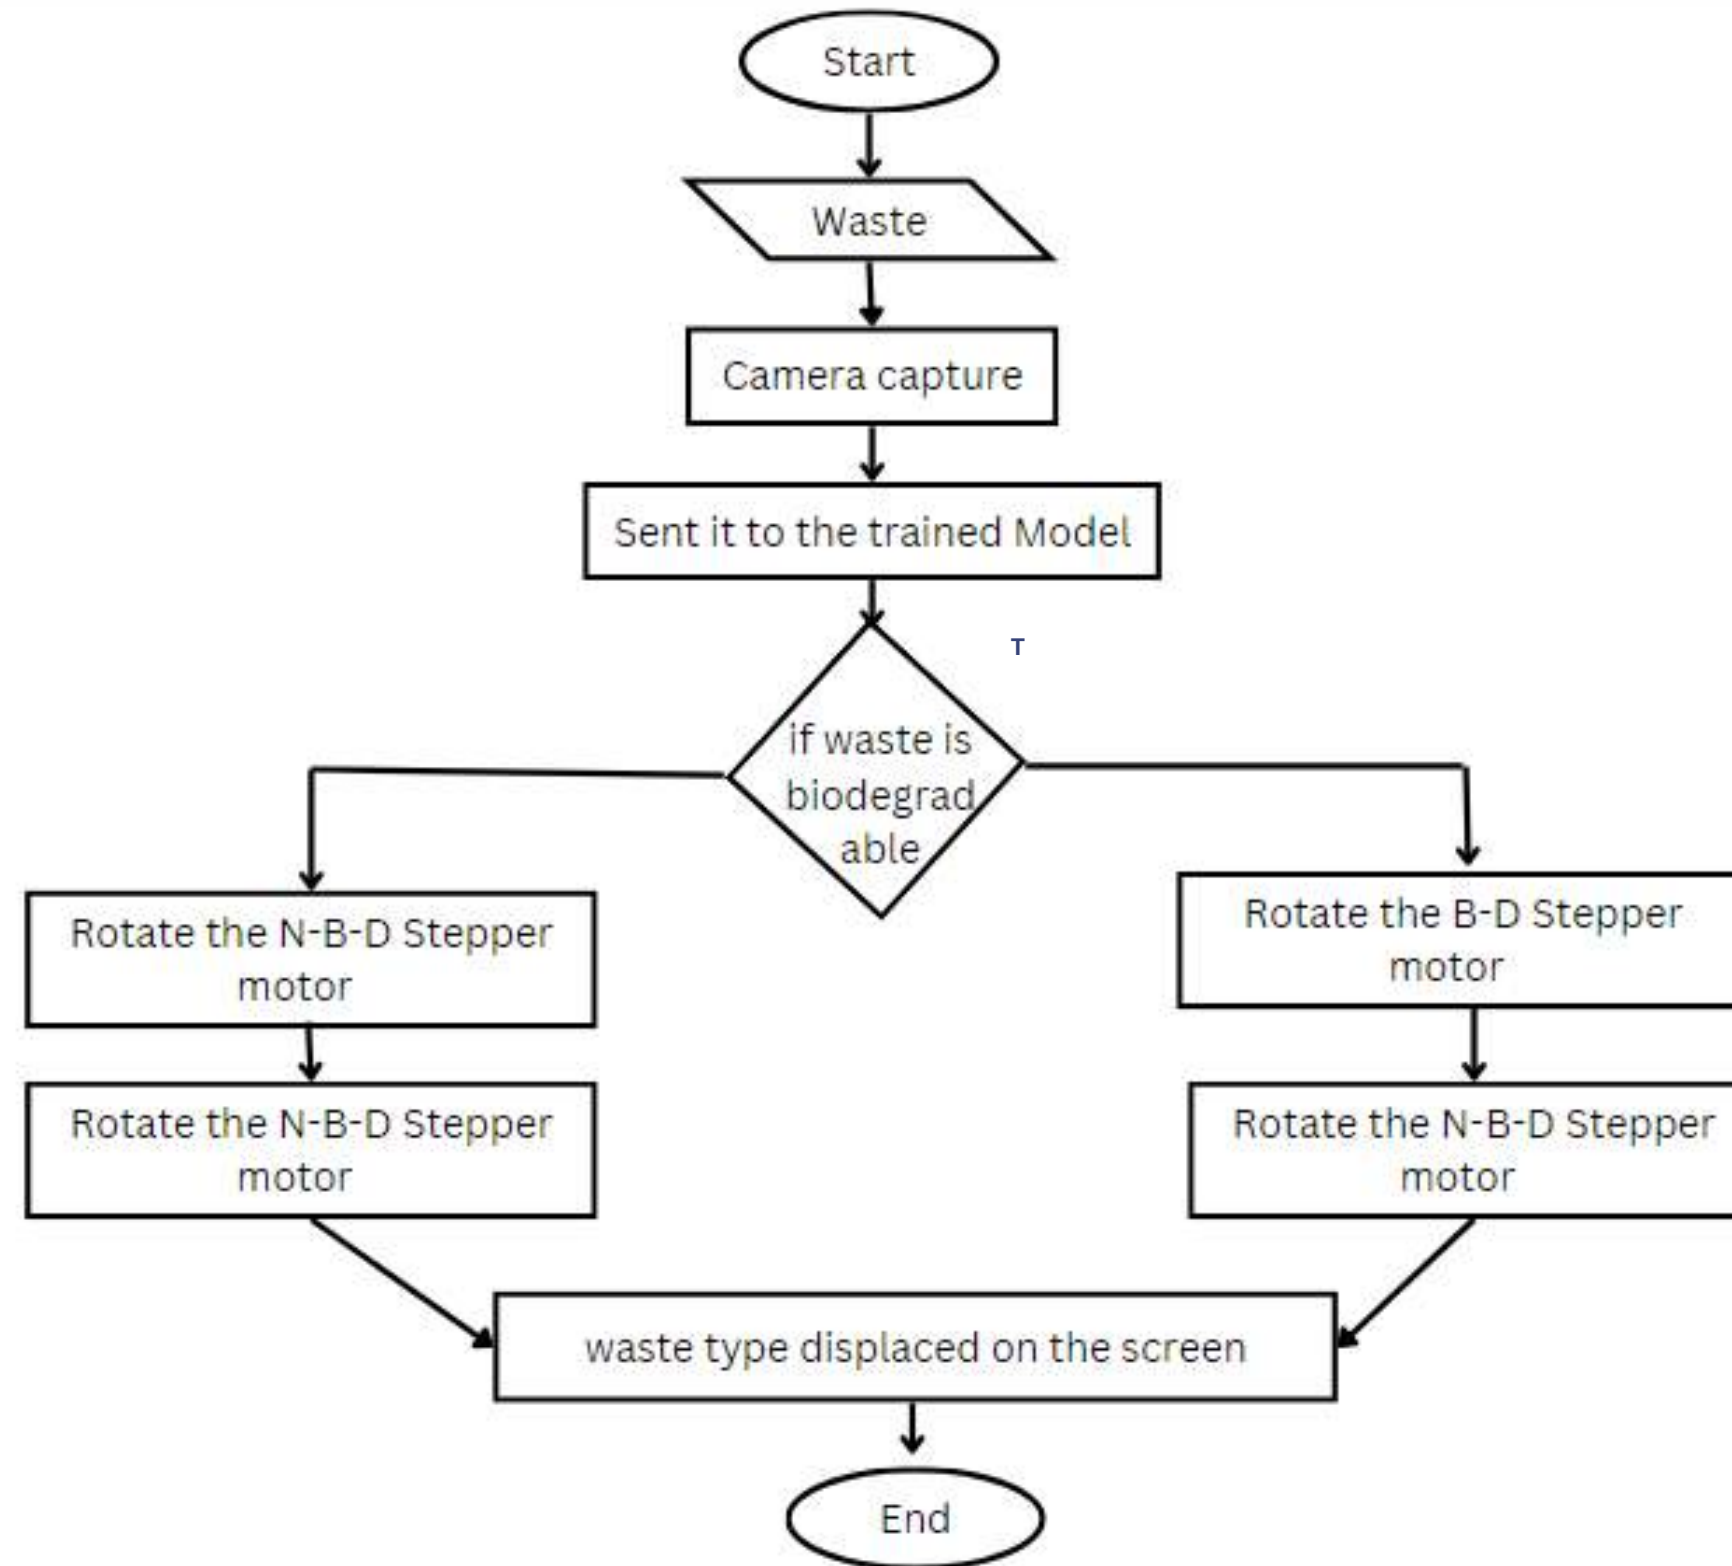 Start
Waste
Camera capture
Sent it to the trained Model
T
if waste is
biodegrad
able
Rotate the N-B-D Stepper
motor
Rotate the B-D Stepper
motor
Rotate the N-B-D Stepper
motor
Rotate the N-B-D Stepper
motor
waste type displaced on the screen
End